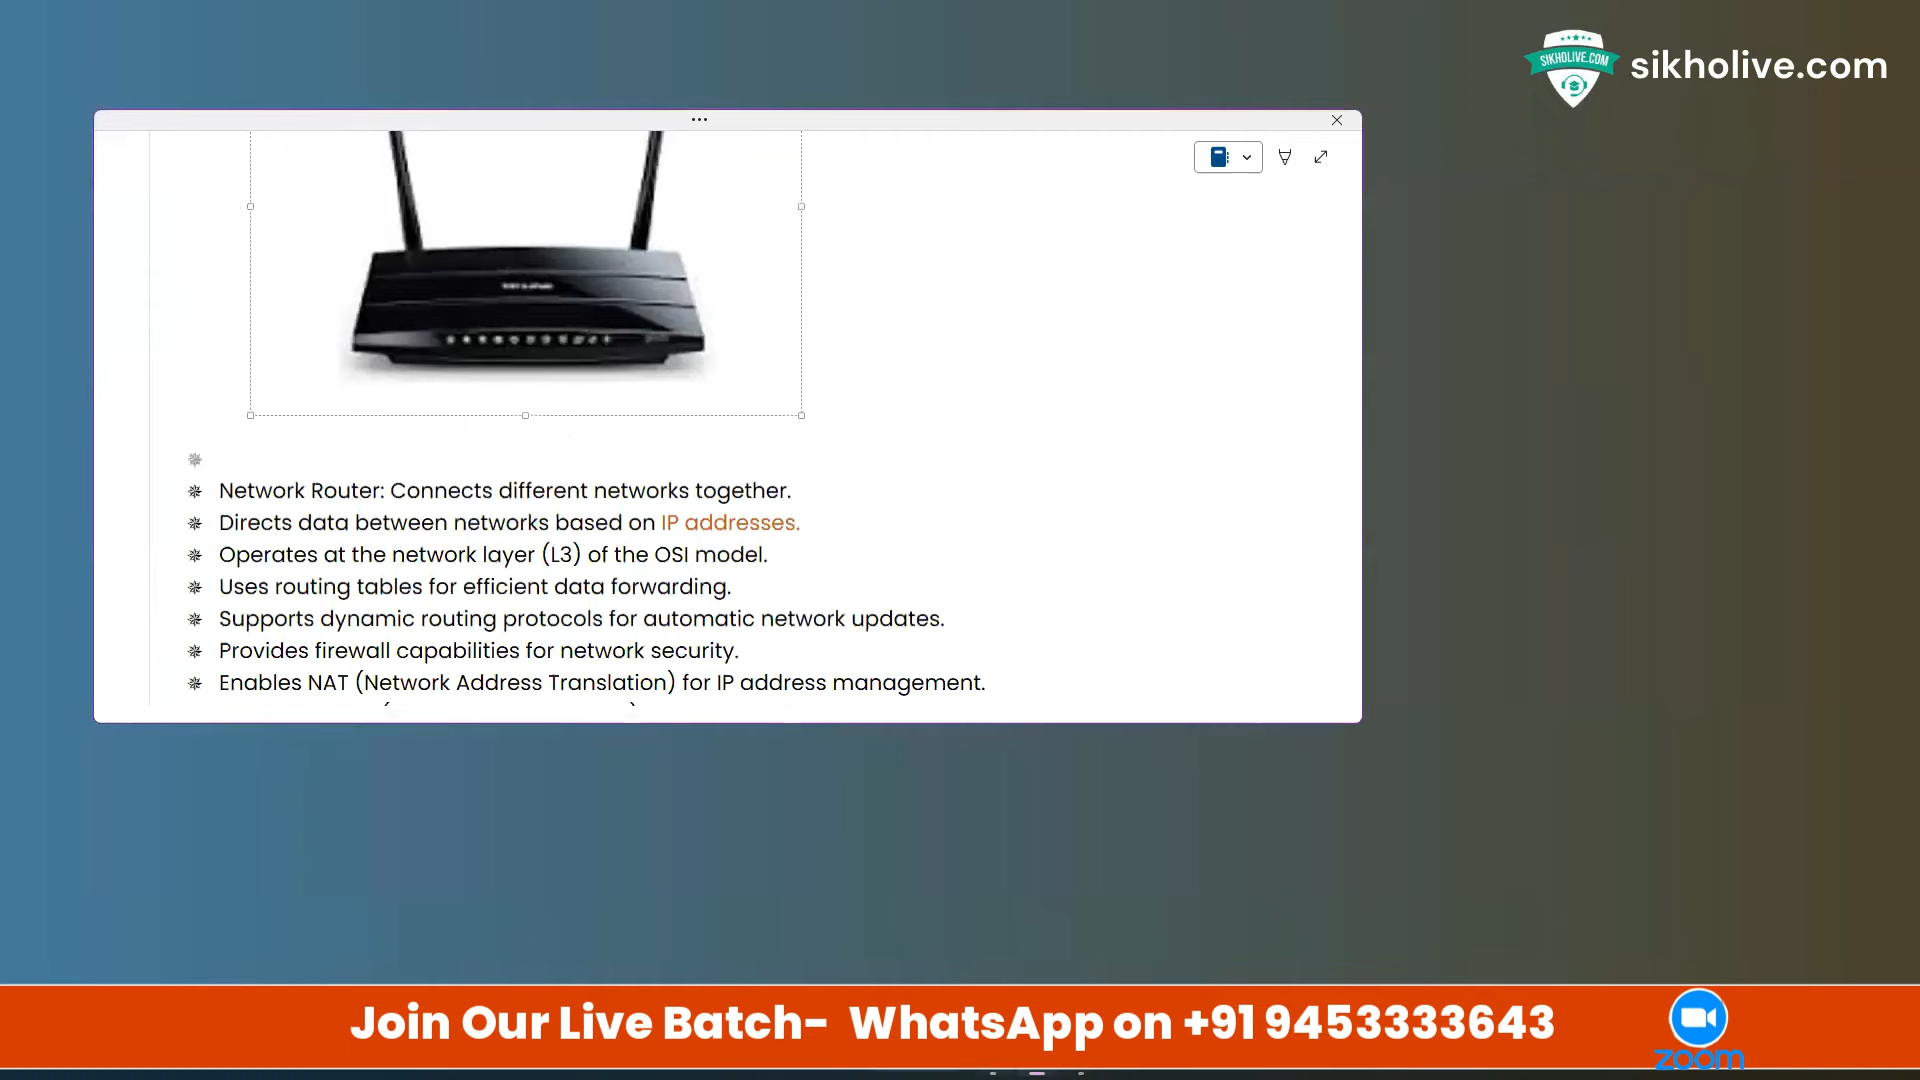 SIKHOLIVE.COM
sikholive.com
Network Router: Connects different networks together.
Directs data between networks based on IP addresses.
Operates at the network layer (L3) of the OSI model.
Uses routing tables for efficient data forwarding.
Supports dynamic routing protocols for automatic network updates.
Provides firewall capabilities for network security.
Enables NAT (Network Address Translation) for IP address management.
Join Our Live Batch- WhatsApp on +91 9453333643
zoom